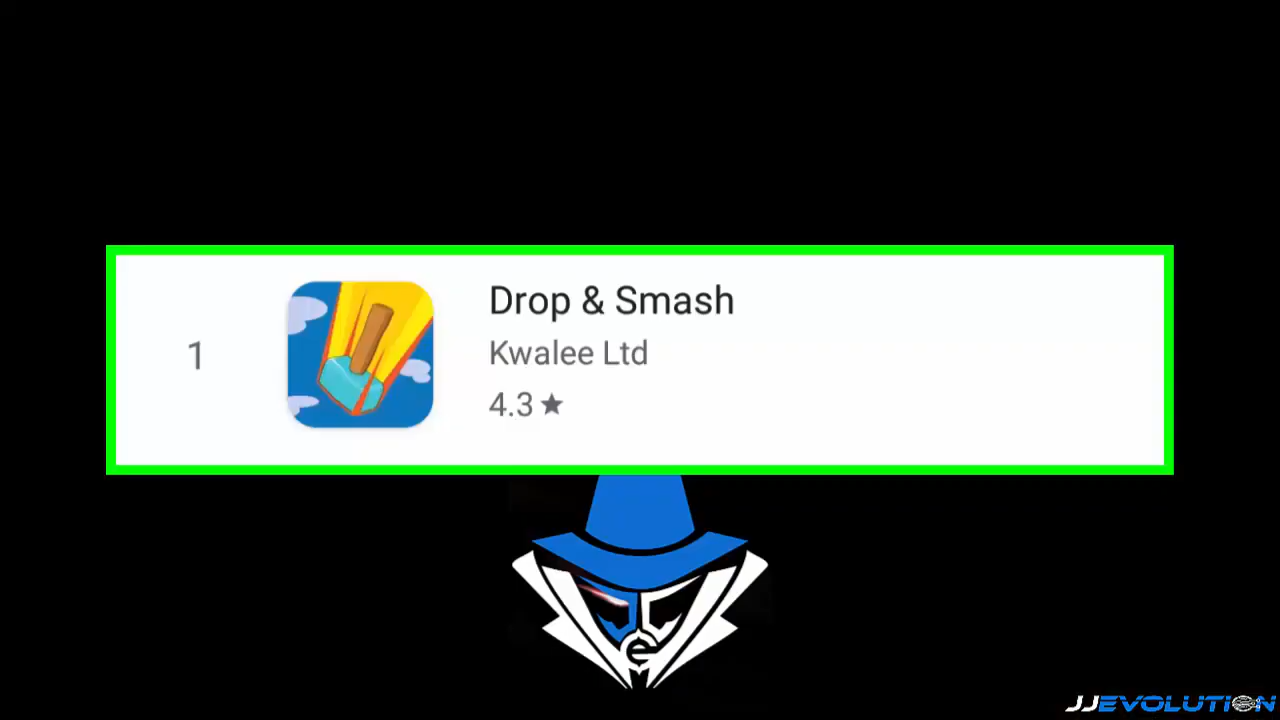 1
Drop & Smash
Kwalee Ltd
4.3 ★
e
JJEVOLUTION